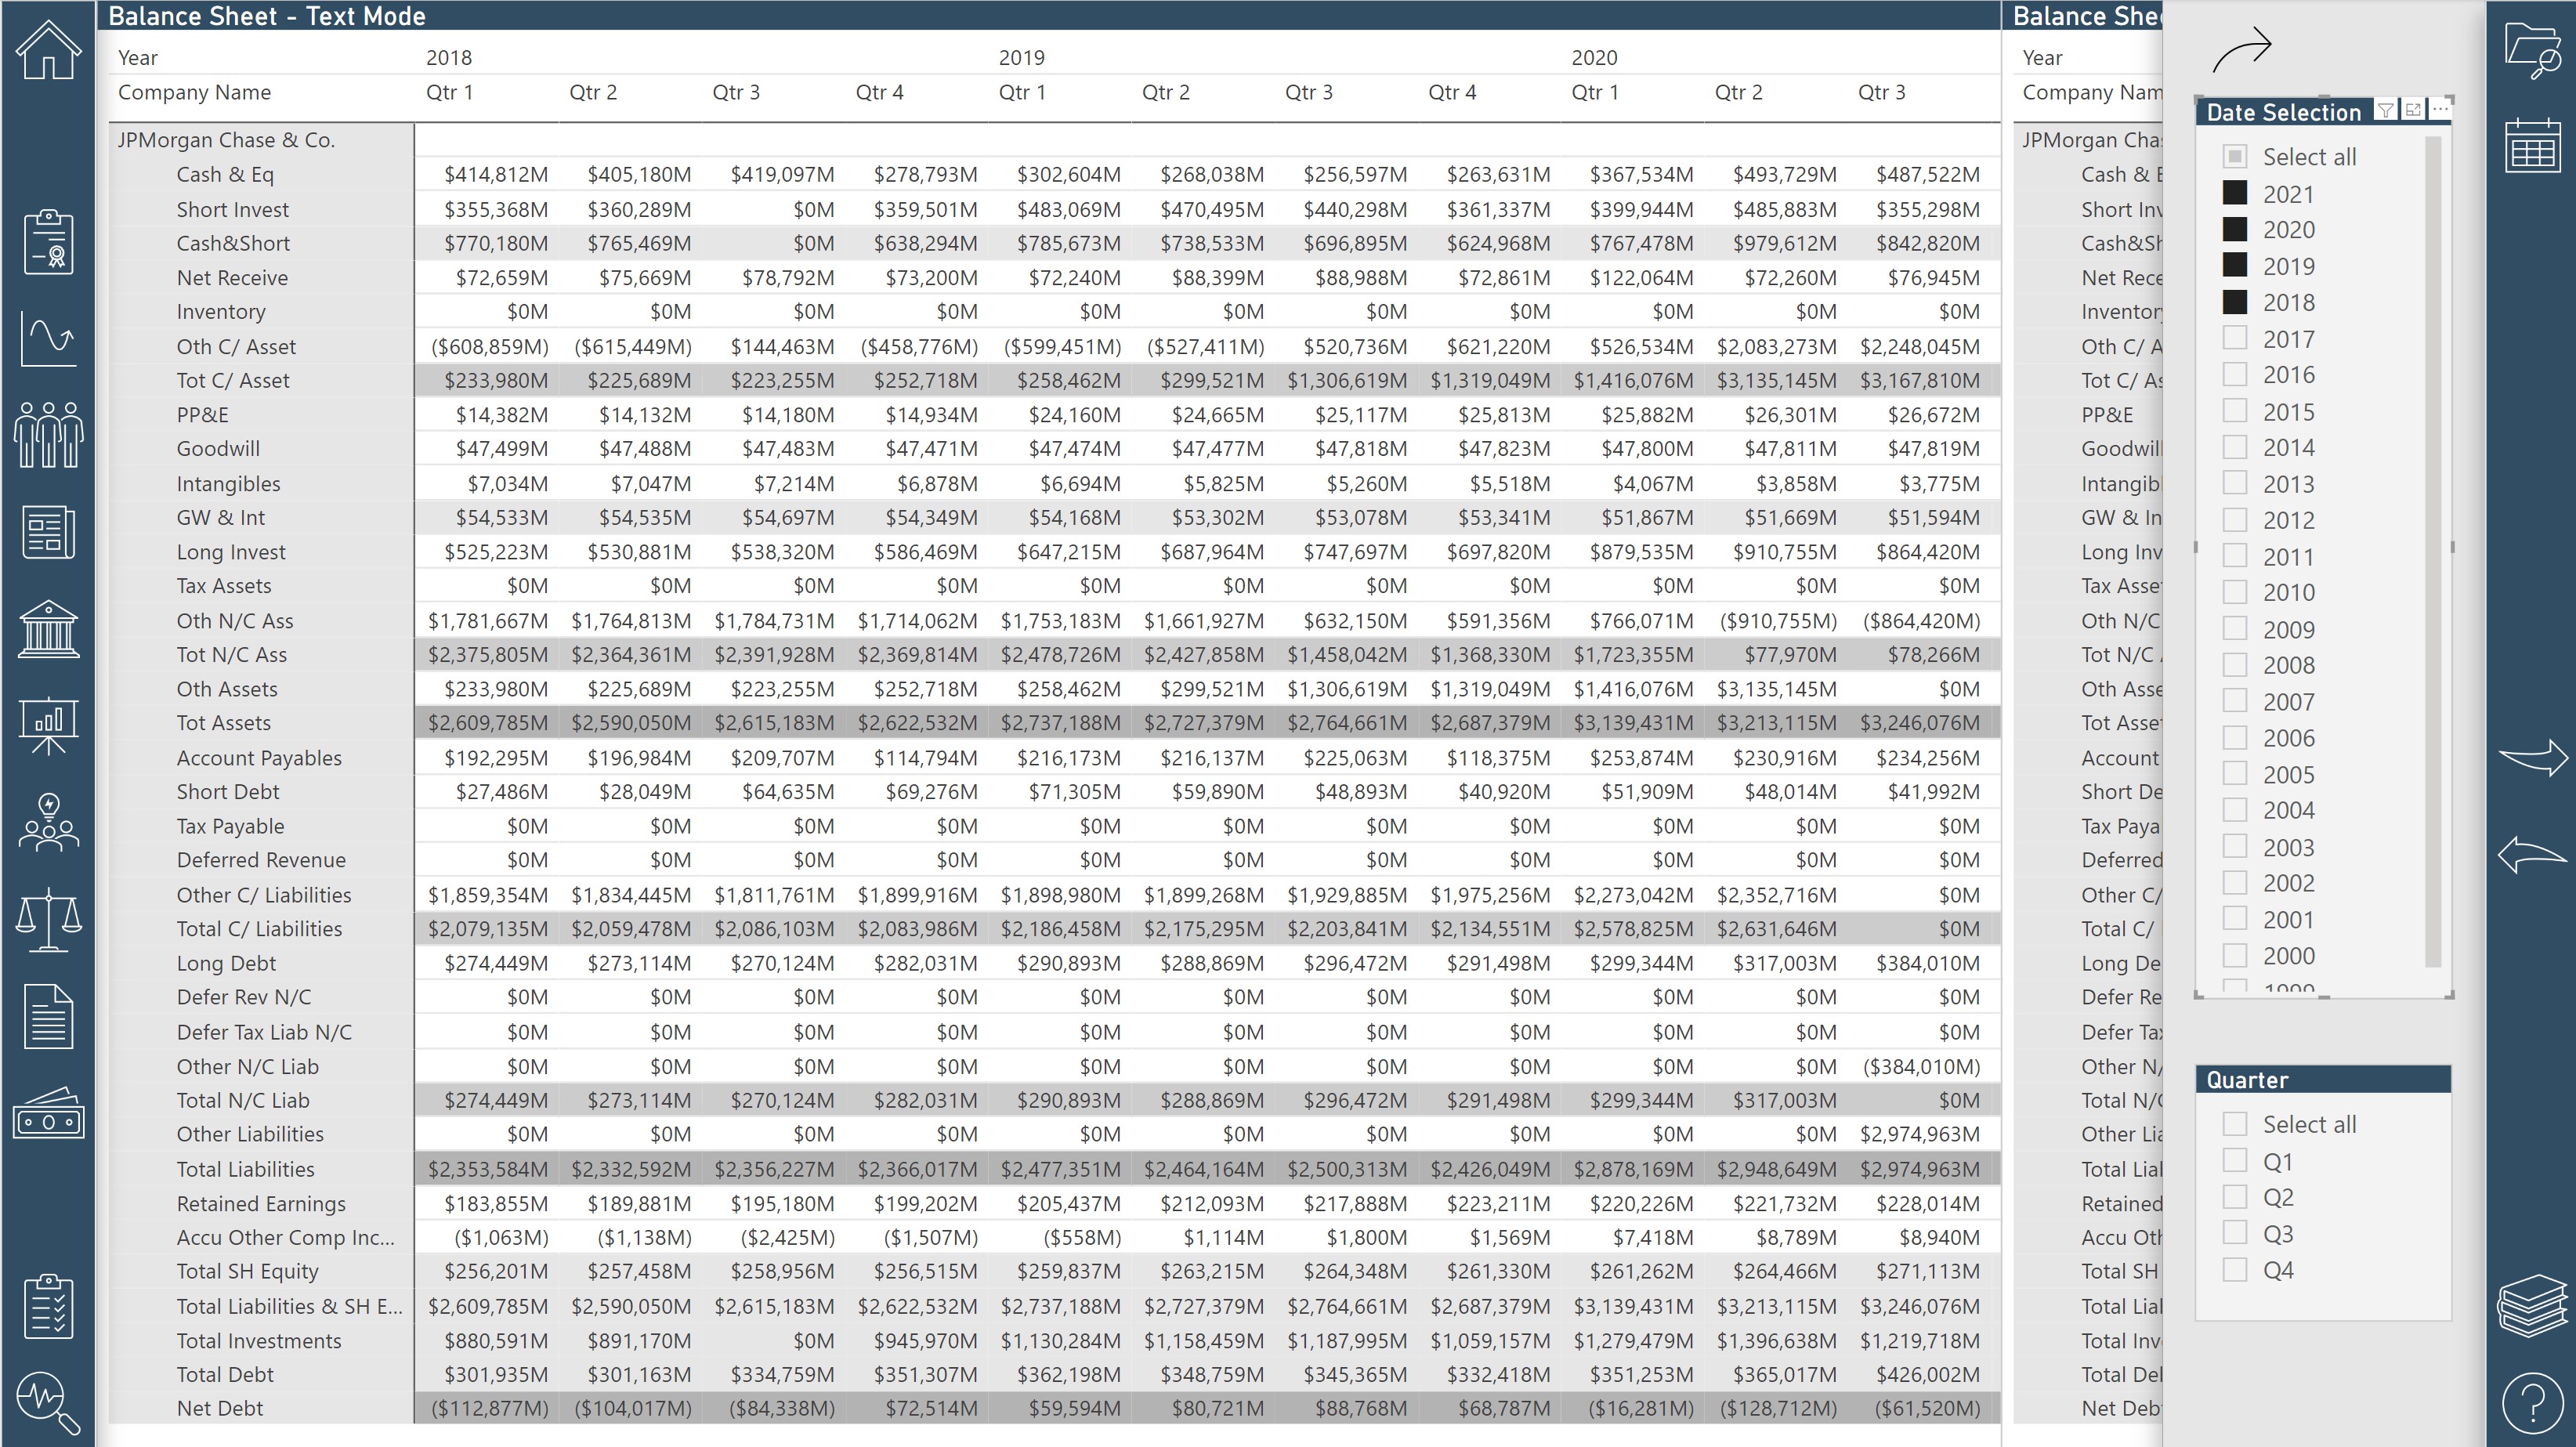 Balance Sheet - Text Mode
Year 2018 2019 2020
Company Name Qtr 1 Qtr 2 Qtr 3 Qtr 4 Qtr 1 Qtr 2 Qtr 3 Qtr 4 Qtr 1 Qtr 2 Qtr 3
JPMorgan Chase & Co.
Cash & Eq $414,812M $405,180M $419,097M $278,793M $302,604M $268,038M $256,597M $263,631M $367,534M $493,729M $487,522M
Short Invest $355,368M $360,289M $0M $359,501M $483,069M $470,495M $440,298M $361,337M $399,944M $485,883M $355,298M
Cash&Short $770,180M $765,469M $0M $638,294M $785,673M $738,533M $696,895M $624,968M $767,478M $979,612M $842,820M
Net Receive $72,659M $75,669M $78,792M $73,200M $72,240M $88,399M $88,988M $72,861M $122,064M $72,260M $76,945M
Inventory $0M $0M $0M $0M $0M $0M $0M $0M $0M $0M $0M
Oth C/ Asset ($608,859M) ($615,449M) $144,463M ($458,776M) ($599,451M) ($527,411M) $520,736M $621,220M $526,534M $2,083,273M $2,248,045M
Tot C/ Asset $233,980M $225,689M $223,255M $252,718M $258,462M $299,521M $1,306,619M $1,319,049M $1,416,076M $3,135,145M $3,167,810M
PP&E $14,382M $14,132M $14,180M $14,934M $24,160M $24,665M $25,117M $25,813M $25,882M $26,301M $26,672M
Goodwill $47,499M $47,488M $47,483M $47,471M $47,474M $47,477M $47,818M $47,823M $47,800M $47,811M $47,819M
Intangibles $7,034M $7,047M $7,214M $6,878M $6,694M $5,825M $5,260M $5,518M $4,067M $3,858M $3,775M
GW & Int $54,533M $54,535M $54,697M $54,349M $54,168M $53,302M $53,078M $53,341M $51,867M $51,669M $51,594M
Long Invest $525,223M $530,881M $538,320M $586,469M $647,215M $687,964M $747,697M $697,820M $879,535M $910,755M $864,420M
Tax Assets $0M $0M $0M $0M $0M $0M $0M $0M $0M $0M $0M
Oth N/C Ass $1,781,667M $1,764,813M $1,784,731M $1,714,062M $1,753,183M $1,661,927M $632,150M $591,356M $766,071M ($910,755M) ($864,420M)
Tot N/C Ass $2,375,805M $2,364,361M $2,391,928M $2,369,814M $2,478,726M $2,427,858M $1,458,042M $1,368,330M $1,723,355M $77,970M $78,266M
Oth Assets $233,980M $225,689M $223,255M $252,718M $258,462M $299,521M $1,306,619M $1,319,049M $1,416,076M $3,135,145M $0M
Tot Assets $2,609,785M $2,590,050M $2,615,183M $2,622,532M $2,737,188M $2,727,379M $2,764,661M $2,687,379M $3,139,431M $3,213,115M $3,246,076M
Account Payables $192,295M $196,984M $209,707M $114,794M $216,173M $216,137M $225,063M $118,375M $253,874M $230,916M $234,256M
Short Debt $27,486M $28,049M $64,635M $69,276M $71,305M $59,890M $48,893M $40,920M $51,909M $48,014M $41,992M
Tax Payable $0M $0M $0M $0M $0M $0M $0M $0M $0M $0M $0M
Deferred Revenue $0M $0M $0M $0M $0M $0M $0M $0M $0M $0M $0M
Other C/ Liabilities $1,859,354M $1,834,445M $1,811,761M $1,899,916M $1,898,980M $1,899,268M $1,929,885M $1,975,256M $2,273,042M $2,352,716M $0M
Total C/ Liabilities $2,079,135M $2,059,478M $2,086,103M $2,083,986M $2,186,458M $2,175,295M $2,203,841M $2,134,551M $2,578,825M $2,631,646M $0M
Long Debt $274,449M $273,114M $270,124M $282,031M $290,893M $288,869M $296,472M $291,498M $299,344M $317,003M $384,010M
Defer Rev N/C $0M $0M $0M $0M $0M $0M $0M $0M $0M $0M $0M
Defer Tax Liab N/C $0M $0M $0M $0M $0M $0M $0M $0M $0M $0M $0M
Other N/C Liab $0M $0M $0M $0M $0M $0M $0M $0M $0M $0M ($384,010M)
Total N/C Liab $274,449M $273,114M $270,124M $282,031M $290,893M $288,869M $296,472M $291,498M $299,344M $317,003M $0M
Other Liabilities $0M $0M $0M $0M $0M $0M $0M $0M $0M $0M $2,974,963M
Total Liabilities $2,353,584M $2,332,592M $2,356,227M $2,366,017M $2,477,351M $2,464,164M $2,500,313M $2,426,049M $2,878,169M $2,948,649M $2,974,963M
Retained Earnings $183,855M $189,881M $195,180M $199,202M $205,437M $212,093M $217,888M $223,211M $220,226M $221,732M $228,014M
Accu Other Comp Inc... ($1,063M) ($1,138M) ($2,425M) ($1,507M) ($558M) $1,114M $1,800M $1,569M $7,418M $8,789M $8,940M
Total SH Equity $256,201M $257,458M $258,956M $256,515M $259,837M $263,215M $264,348M $261,330M $261,262M $264,466M $271,113M
Total Liabilities & SH E... $2,609,785M $2,590,050M $2,615,183M $2,622,532M $2,737,188M $2,727,379M $2,764,661M $2,687,379M $3,139,431M $3,213,115M $3,246,076M
Total Investments $880,591M $891,170M $0M $945,970M $1,130,284M $1,158,459M $1,187,995M $1,059,157M $1,279,479M $1,396,638M $1,219,718M
Total Debt $301,935M $301,163M $334,759M $351,307M $362,198M $348,759M $345,365M $332,418M $351,253M $365,017M $426,002M
Net Debt ($112,877M) ($104,017M) ($84,338M) $72,514M $59,594M $80,721M $88,768M $68,787M ($16,281M) ($128,712M) ($61,520M)
Balance She
Year
Company Nam
JPMorgan Cha
Cash & E
Short Inv
Cash&Sh
Net Rece
Inventor
Oth C/ A
Tot C/ As
PP&E
Goodwill
Intangib
GW & In
Long Inv
Tax Asse
Oth N/C
Tot N/C
Oth Asse
Tot Asse
Account
Short De
Tax Paya
Deferred
Other C/
Total C/
Long De
Defer Re
Defer Ta
Other N/
Total N/
Other Lia
Total Lia
Retained
Accu Oth
Total SH
Total Lia
Total Inv
Total De
Net Deb
Date Selection
Select all
2021
2020
2019
2018
2017
2016
2015
2014
2013
2012
2011
2010
2009
2008
2007
2006
2005
2004
2003
2002
2001
2000
1999
Quarter
Select all
Q1
Q2
Q3
Q4